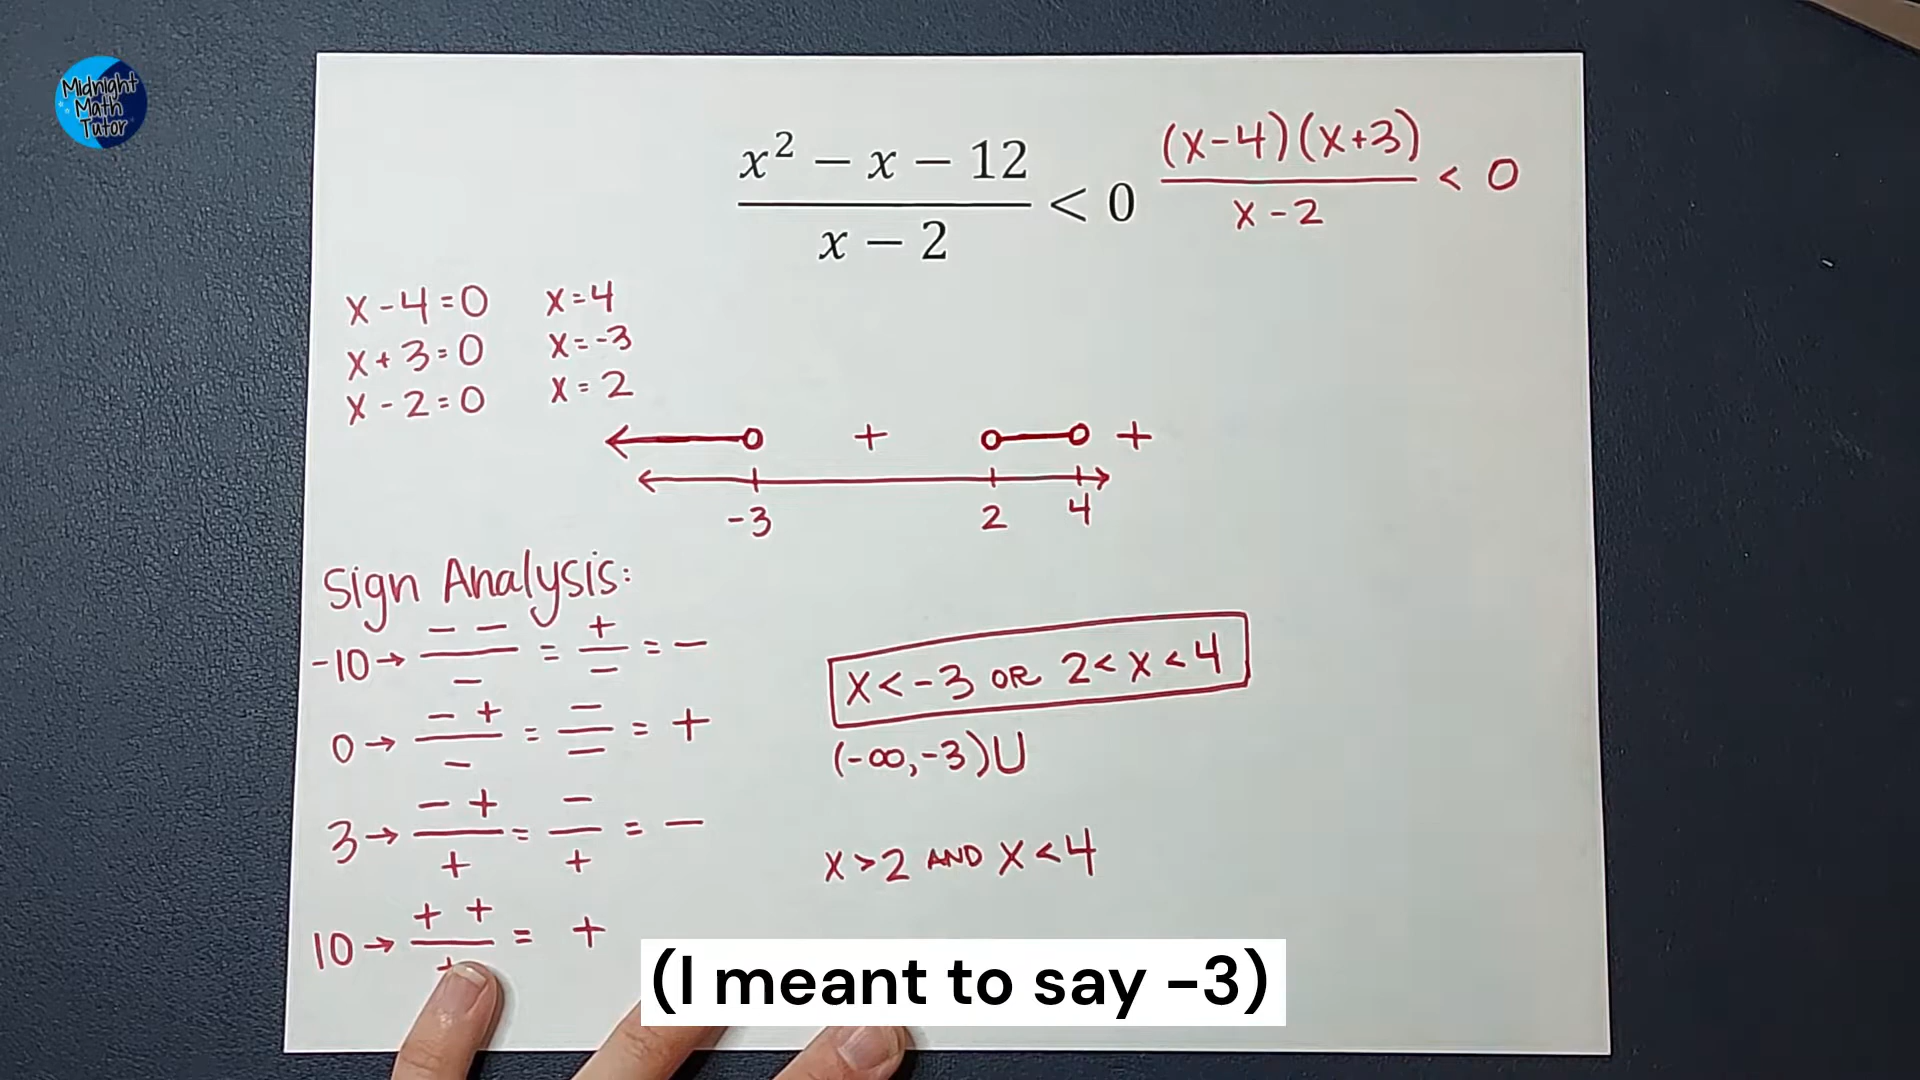 Midnight
Math
Tutor
x² − x − 12
x − 2
< 0
(x-4)(x+3)
x-2
< 0
x-4=0 x=4
x+3=0 x=-3
x-2=0 x=2
+ +
-3 2 4
Sign Analysis:
-10→ − − / − = + / − = −
0→ − + / − = − / − = +
3→ − + / + = − / + = −
10→ + + / + = +
x<-3 OR 2<x<4
(-∞,-3)U
x>2 AND x<4
(I meant to say -3)